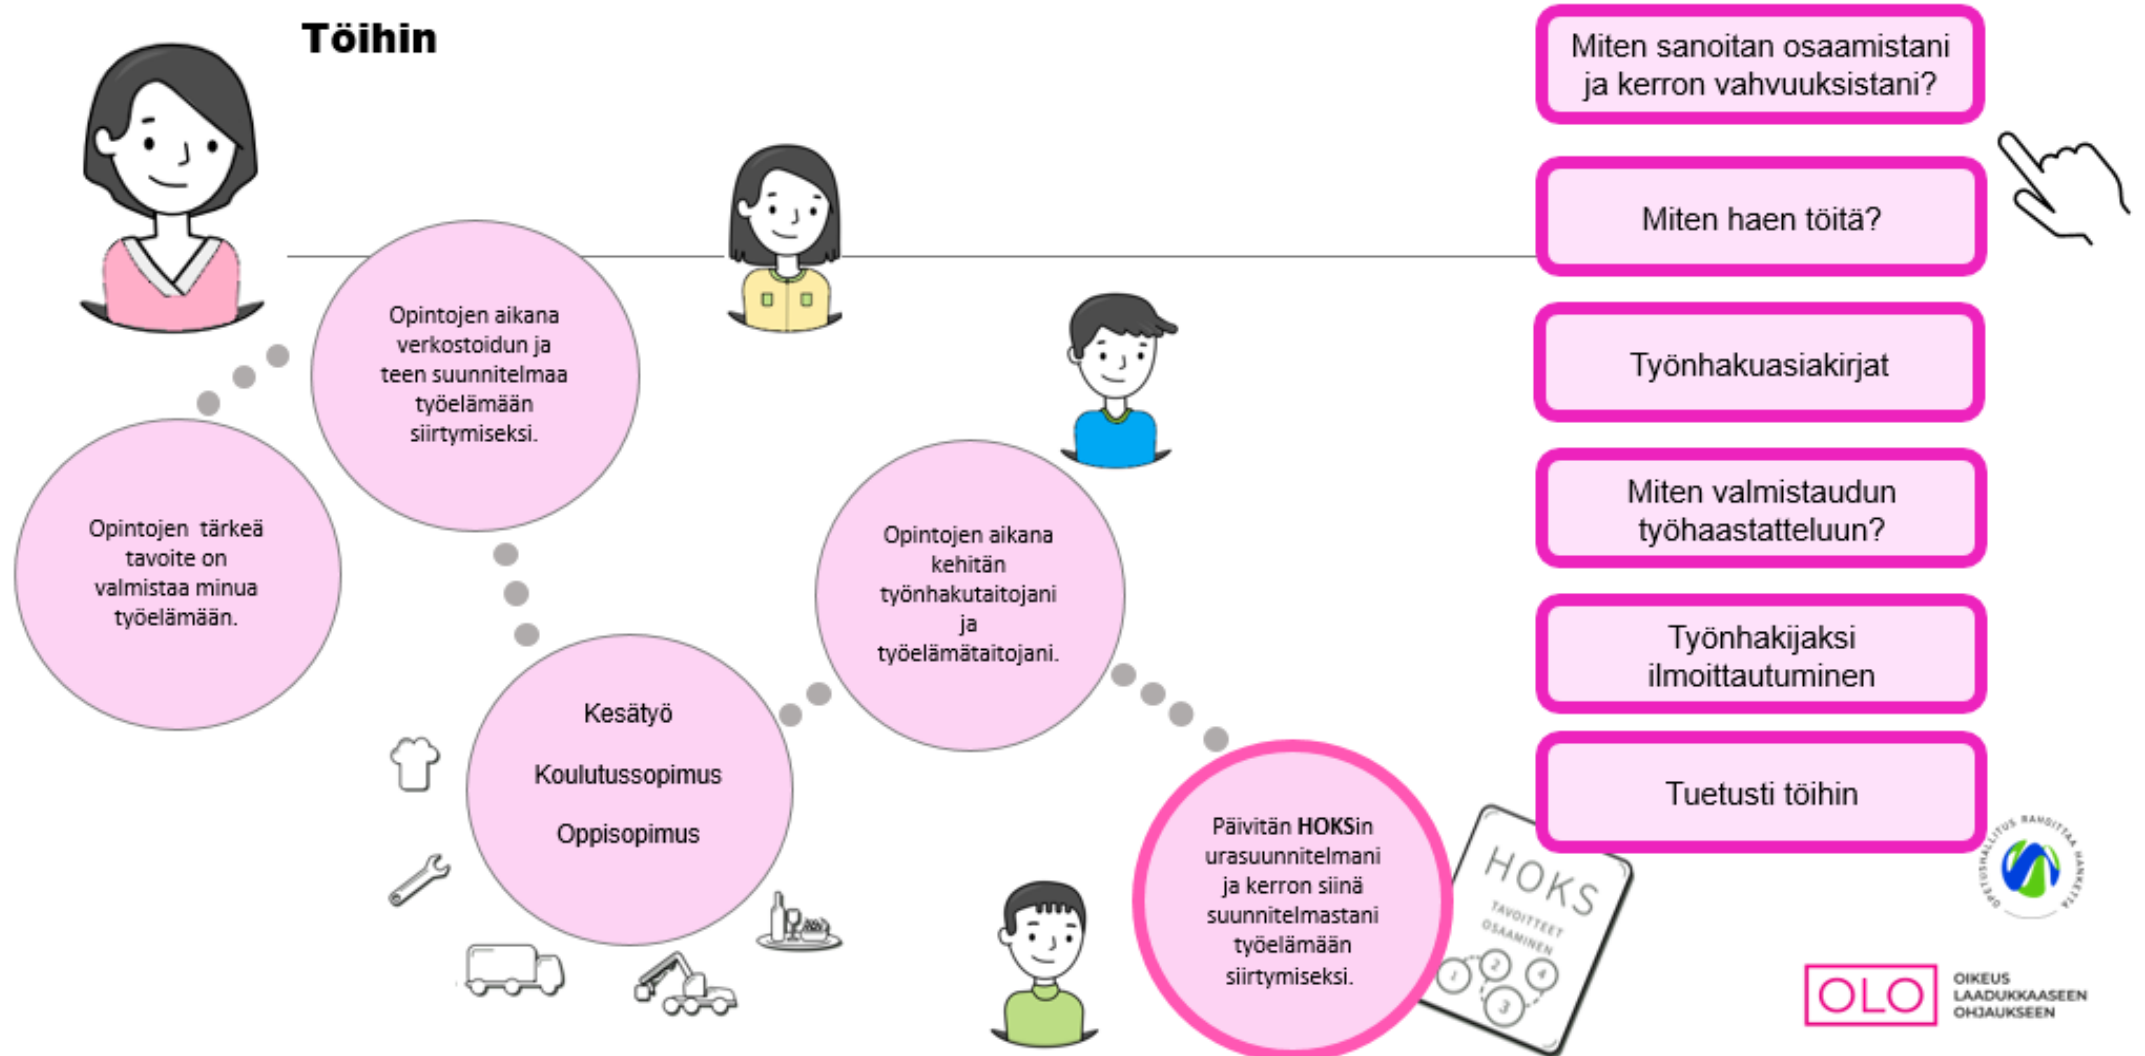 Töihin
Opintojen tärkeä
tavoite on
valmistaa minua
työelämään.
Opintojen aikana
verkostoidun ja
teen suunnitelmaa
työelämään
siirtymiseksi.
Kesätyö
Koulutussopimus
Oppisopimus
Opintojen aikana
kehitän
työnhakutaitojani
ja
työelämätaitojani.
Päivitän HOKSin
urasuunnitelmani
ja kerron siinä
suunnitelmastani
työelämään
siirtymiseksi.
HOKS
TAVOITTEET
OSAAMINEN
1
2
3
4
Miten sanoitan osaamistani
ja kerron vahvuuksistani?
Miten haen töitä?
Työnhakuasiakirjat
Miten valmistaudun
työhaastatteluun?
Työnhakijaksi
ilmoittautuminen
Tuetusti töihin
OPETUSHALLITUS RAHOITTAA HANKETTA
OLO
OIKEUS
LAADUKKAASEEN
OHJAUKSEEN